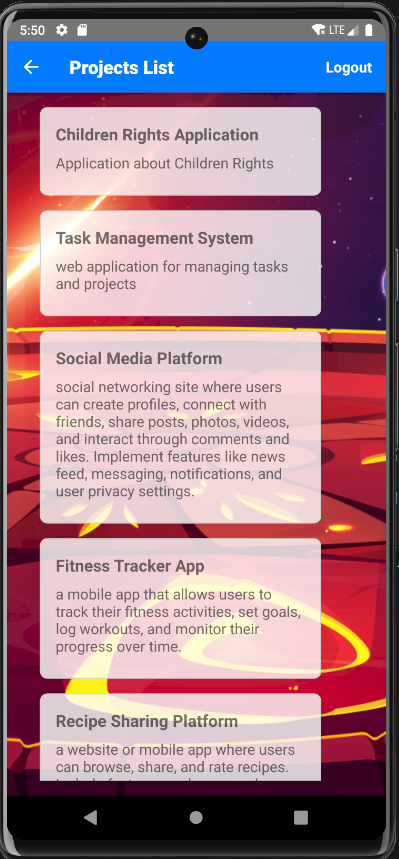 5:50 LTE
Projects List Logout
Children Rights Application
Application about Children Rights
Task Management System
web application for managing tasks
and projects
Social Media Platform
social networking site where users
can create profiles, connect with
friends, share posts, photos, videos,
and interact through comments and
likes. Implement features like news
feed, messaging, notifications, and
user privacy settings.
Fitness Tracker App
a mobile app that allows users to
track their fitness activities, set goals,
log workouts, and monitor their
progress over time.
Recipe Sharing Platform
a website or mobile app where users
can browse, share, and rate recipes.